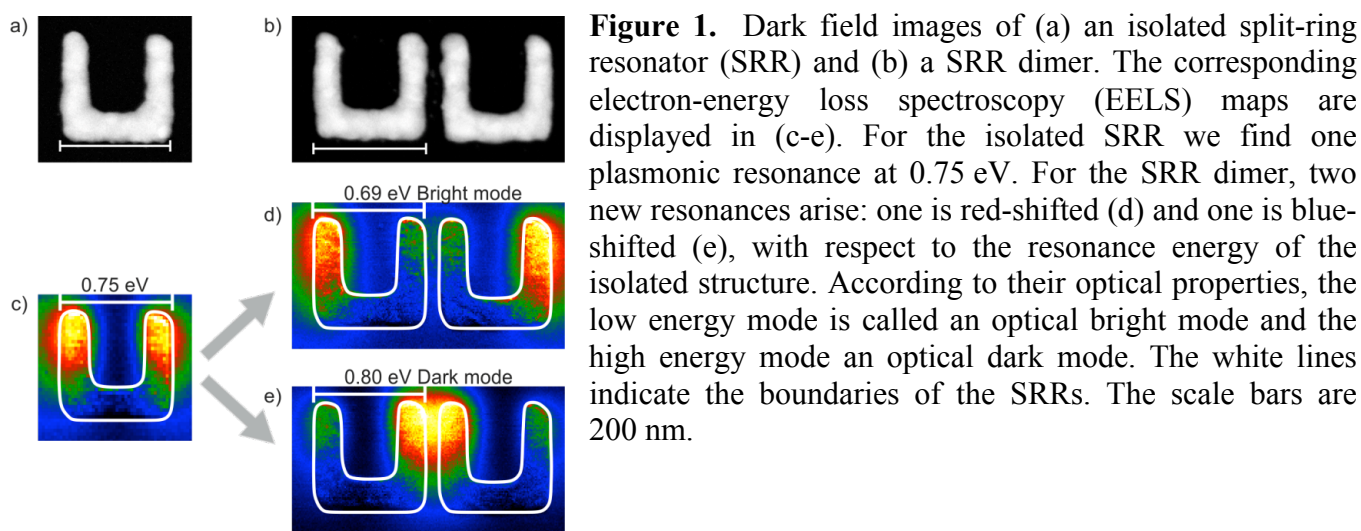 a)
b)
0.69 eV Bright mode
d)
0.75 eV
c)
0.80 eV Dark mode
e)
Figure 1. Dark field images of (a) an isolated split-ring
resonator (SRR) and (b) a SRR dimer. The corresponding
electron-energy loss spectroscopy (EELS) maps are
displayed in (c-e). For the isolated SRR we find one
plasmonic resonance at 0.75 eV. For the SRR dimer, two
new resonances arise: one is red-shifted (d) and one is blue-
shifted (e), with respect to the resonance energy of the
isolated structure. According to their optical properties, the
low energy mode is called an optical bright mode and the
high energy mode an optical dark mode. The white lines
indicate the boundaries of the SRRs. The scale bars are
200 nm.